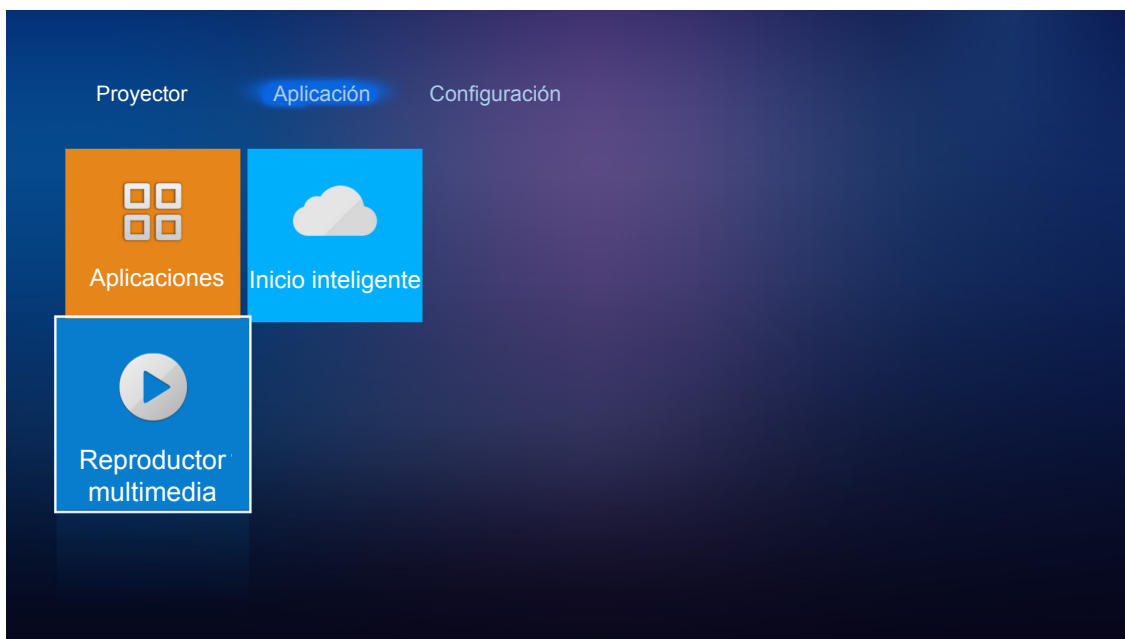 Proyector Aplicación Configuración
Aplicaciones Inicio inteligente
Reproductor
multimedia